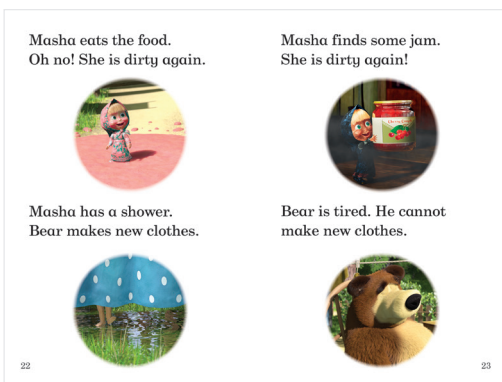 Masha eats the food.
Oh no! She is dirty again.
Masha has a shower.
Bear makes new clothes.
22
Masha finds some jam.
She is dirty again!
Bear is tired. He cannot
make new clothes.
23